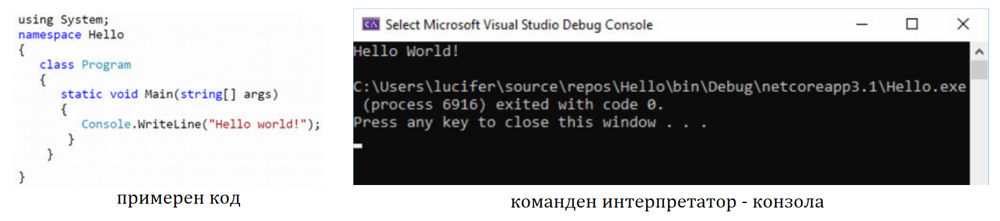 using System;
namespace Hello
{
class Program
{
static void Main(string[] args)
{
Console.WriteLine("Hello world!");
}
}
}
примерен код
C:\ Select Microsoft Visual Studio Debug Console
Hello World!
C:\Users\lucifer\source\repos\Hello\bin\Debug\netcoreapp3.1\Hello.exe
(process 6916) exited with code 0.
Press any key to close this window . . .
команден интерпретатор - конзола